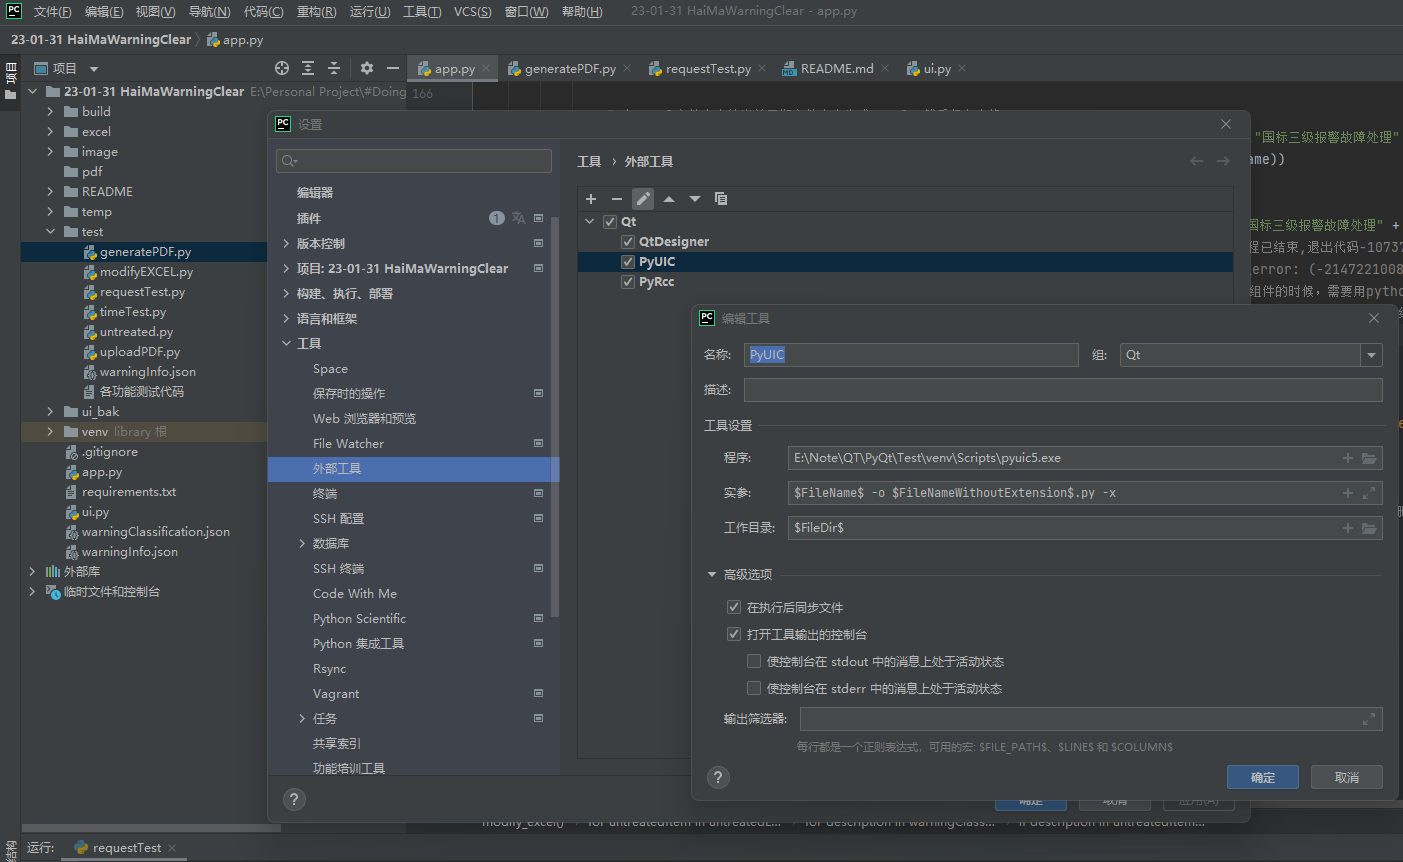 PC 文件(F) 编辑(E) 视图(V) 导航(N) 代码(C) 重构(R) 运行(U) 工具(T) VCS(S) 窗口(W) 帮助(H) 23-01-31 HaiMaWarningClear - app.py
23-01-31 HaiMaWarningClear app.py
项目
项目 app.py generatePDF.py requestTest.py README.md ui.py
23-01-31 HaiMaWarningClear E:\Personal Project\#Doing 166
build
excel
image
pdf
README
temp
test
generatePDF.py
modifyEXCEL.py
requestTest.py
timeTest.py
untreated.py
uploadPDF.py
warningInfo.json
各功能测试代码
ui_bak
venv library 根
.gitignore
app.py
requirements.txt
ui.py
warningClassification.json
warningInfo.json
外部库
临时文件和控制台
"国标三级报警故障处理"
ame))
国标三级报警故障处理" +
程已结束,退出代码-10737
error: (-2147221008
组件的时候，需要用pytho
PC 设置
编辑器
插件 1
版本控制
项目: 23-01-31 HaiMaWarningClear
构建、执行、部署
语言和框架
工具
Space
保存时的操作
Web 浏览器和预览
File Watcher
外部工具
终端
SSH 配置
数据库
SSH 终端
Code With Me
Python Scientific
Python 集成工具
Rsync
Vagrant
任务
共享索引
功能培训工具
?
工具 › 外部工具
Qt
QtDesigner
PyUIC
PyRcc
PC 编辑工具
名称: PyUIC 组: Qt
描述:
工具设置
程序: E:\Note\QT\PyQt\Test\venv\Scripts\pyuic5.exe
实参: $FileName$ -o $FileNameWithoutExtension$.py -x
工作目录: $FileDir$
高级选项
在执行后同步文件
打开工具输出的控制台
使控制台在 stdout 中的消息上处于活动状态
使控制台在 stderr 中的消息上处于活动状态
输出筛选器:
每行都是一个正则表达式，可用的宏: $FILE_PATH$、$LINE$ 和 $COLUMN$
? 确定 取消
确定 取消 应用(A)
modify_excel() for untreatedItem in untreatedL... for description in warningClass... if description in untreatedItem...
结构
运行: requestTest